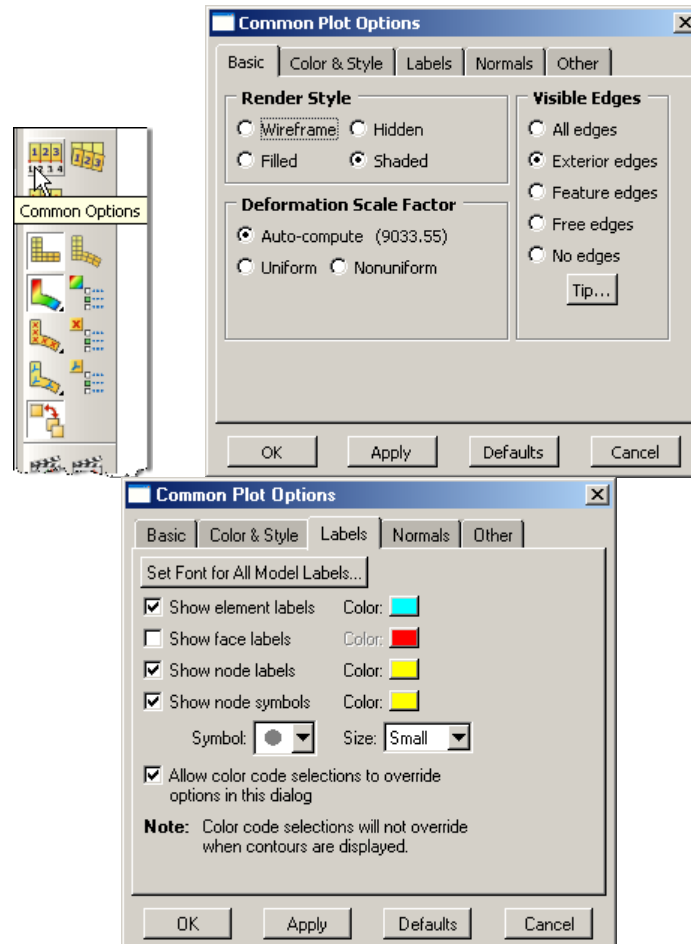 Common Options
Common Plot Options
Basic Color & Style Labels Normals Other
Render Style
Wireframe Hidden
Filled Shaded
Deformation Scale Factor
Auto-compute (9033.55)
Uniform Nonuniform
Visible Edges
All edges
Exterior edges
Feature edges
Free edges
No edges
Tip...
OK Apply Defaults Cancel
Common Plot Options
Basic Color & Style Labels Normals Other
Set Font for All Model Labels...
Show element labels Color:
Show face labels Color:
Show node labels Color:
Show node symbols Color:
Symbol: Size: Small
Allow color code selections to override
options in this dialog
Note: Color code selections will not override
when contours are displayed.
OK Apply Defaults Cancel